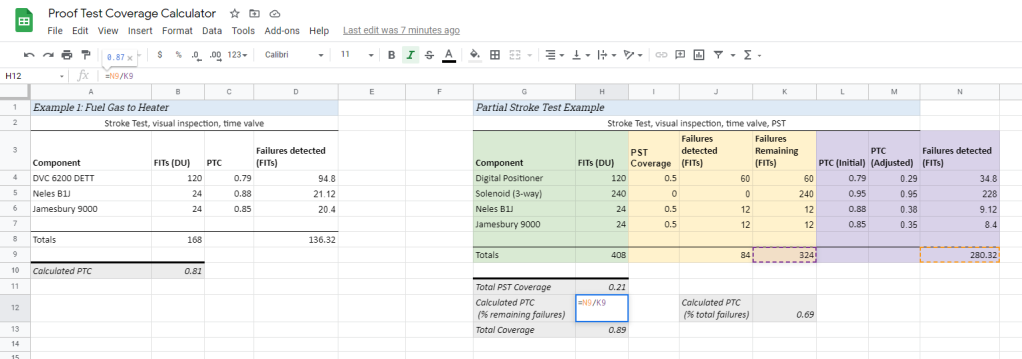 Proof Test Coverage Calculator
File Edit View Insert Format Data Tools Add-ons Help Last edit was 7 minutes ago
0.87 ×
$ % .0 .00 123 Calibri 11 B I S A
H12 fx =N9/K9
A B C D E F G H I J K L M N
1 Example 1: Fuel Gas to Heater Partial Stroke Test Example
2 Stroke Test, visual inspection, time valve Stroke Test, visual inspection, time valve, PST
3 Component FITs (DU) PTC Failures detected (FITs) Component FITs (DU) PST Coverage Failures detected (FITs) Failures Remaining (FITs) PTC (Initial) PTC (Adjusted) Failures detected (FITs)
4 DVC 6200 DETT 120 0.79 94.8 Digital Positioner 120 0.5 60 60 0.79 0.29 34.8
5 Neles B1J 24 0.88 21.12 Solenoid (3-way) 240 0 0 240 0.95 0.95 228
6 Jamesbury 9000 24 0.85 20.4 Neles B1J 24 0.5 12 12 0.88 0.38 9.12
7 Jamesbury 9000 24 0.5 12 12 0.85 0.35 8.4
8 Totals 168 136.32
9 Totals 408 84 324 280.32
10 Calculated PTC 0.81
11 Total PST Coverage 0.21
12 Calculated PTC (% remaining failures) =N9/K9 Calculated PTC (% total failures) 0.69
13 Total Coverage 0.89
14
15